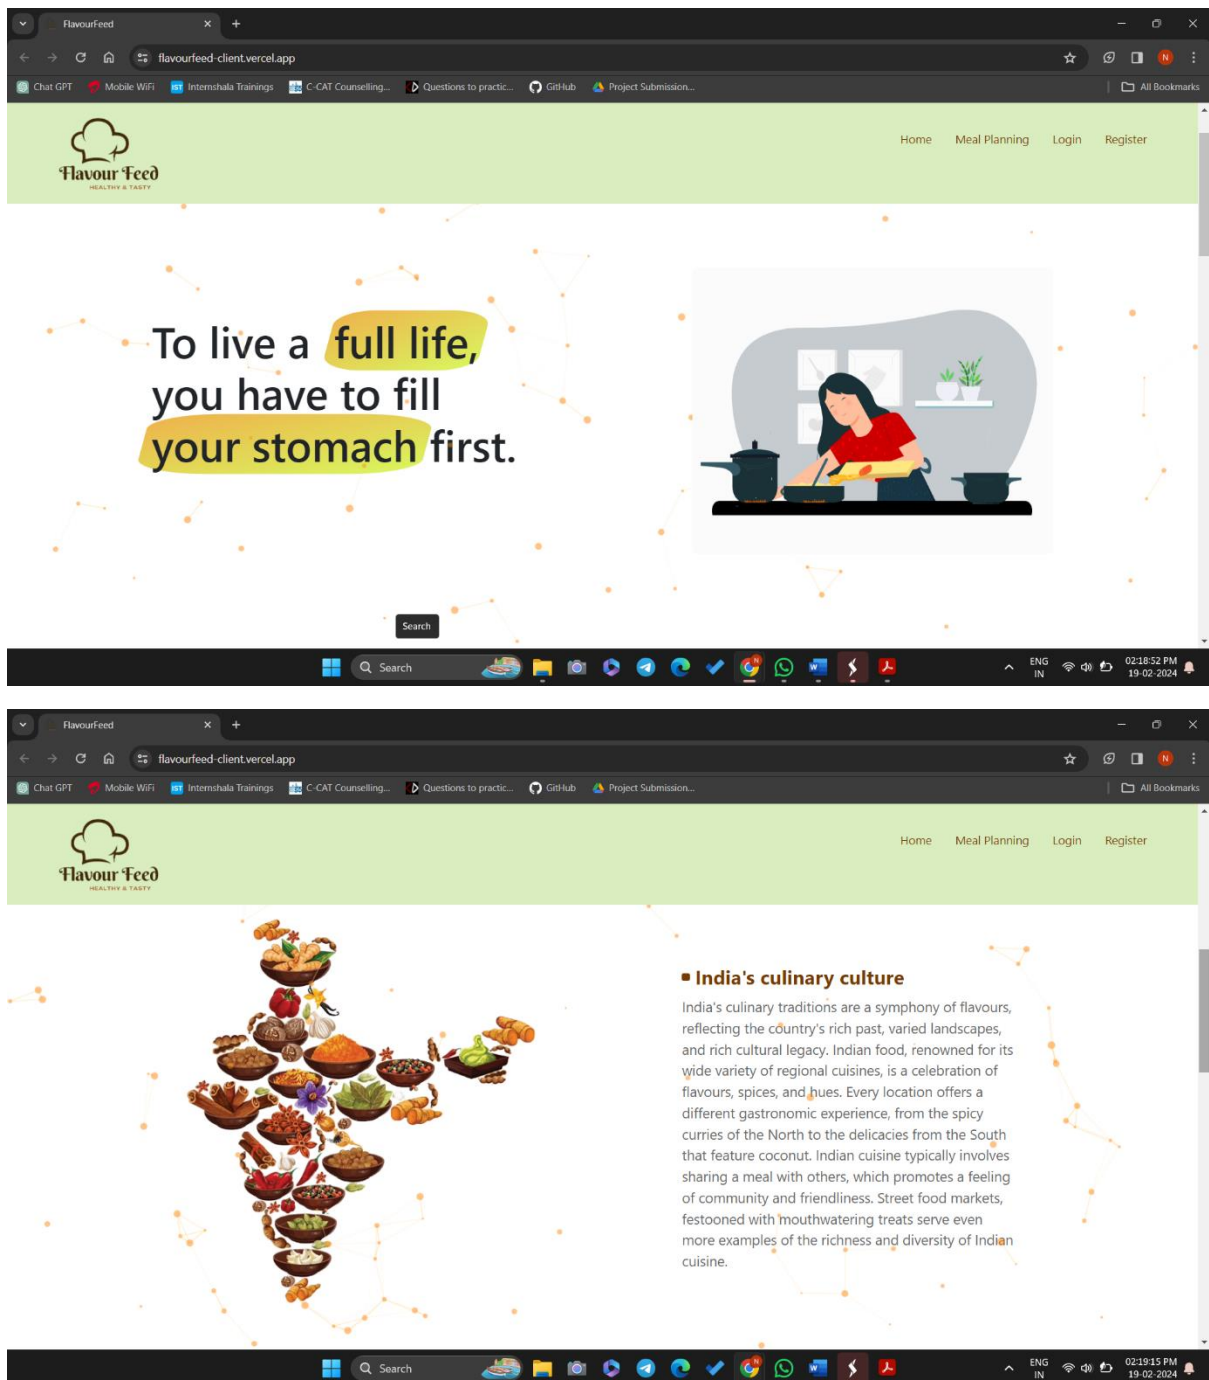 FlavourFeed
flavourfeed-client.vercel.app
Chat GPT Mobile WiFi IST Internshala Trainings C-CAT Counselling... Questions to practic... GitHub Project Submission... All Bookmarks
Flavour Feed
HEALTHY & TASTY
Home Meal Planning Login Register
To live a full life,
you have to fill
your stomach first.
Search
Search
ENG
IN
02:18:52 PM
19-02-2024
FlavourFeed
flavourfeed-client.vercel.app
Chat GPT Mobile WiFi IST Internshala Trainings C-CAT Counselling... Questions to practic... GitHub Project Submission... All Bookmarks
Flavour Feed
HEALTHY & TASTY
Home Meal Planning Login Register
India's culinary culture
India's culinary traditions are a symphony of flavours,
reflecting the country's rich past, varied landscapes,
and rich cultural legacy. Indian food, renowned for its
wide variety of regional cuisines, is a celebration of
flavours, spices, and hues. Every location offers a
different gastronomic experience, from the spicy
curries of the North to the delicacies from the South
that feature coconut. Indian cuisine typically involves
sharing a meal with others, which promotes a feeling
of community and friendliness. Street food markets,
festooned with mouthwatering treats serve even
more examples of the richness and diversity of Indian
cuisine.
Search
ENG
IN
02:19:15 PM
19-02-2024